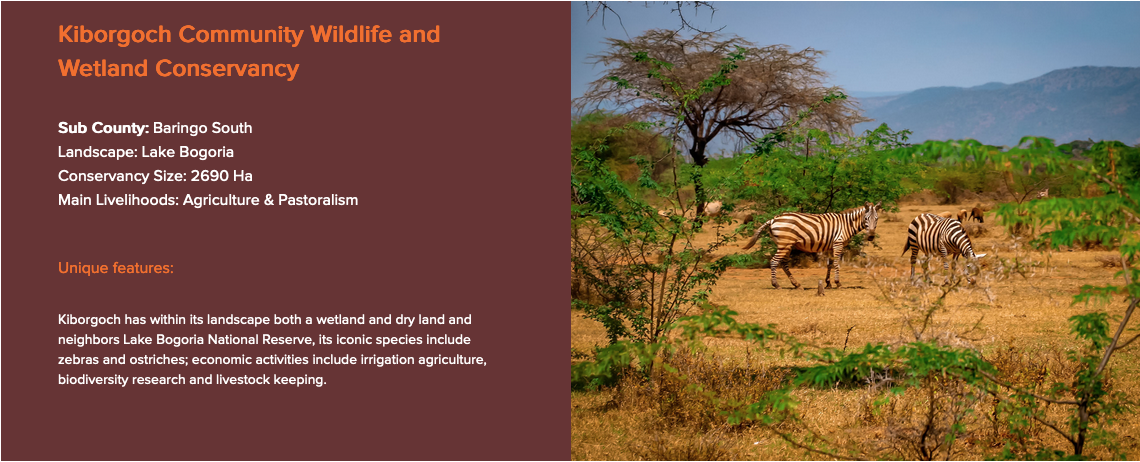 Kiborgoch Community Wildlife and
Wetland Conservancy
Sub County: Baringo South
Landscape: Lake Bogoria
Conservancy Size: 2690 Ha
Main Livelihoods: Agriculture & Pastoralism
Unique features:
Kiborgoch has within its landscape both a wetland and dry land and
neighbors Lake Bogoria National Reserve, its iconic species include
zebras and ostriches; economic activities include irrigation agriculture,
biodiversity research and livestock keeping.